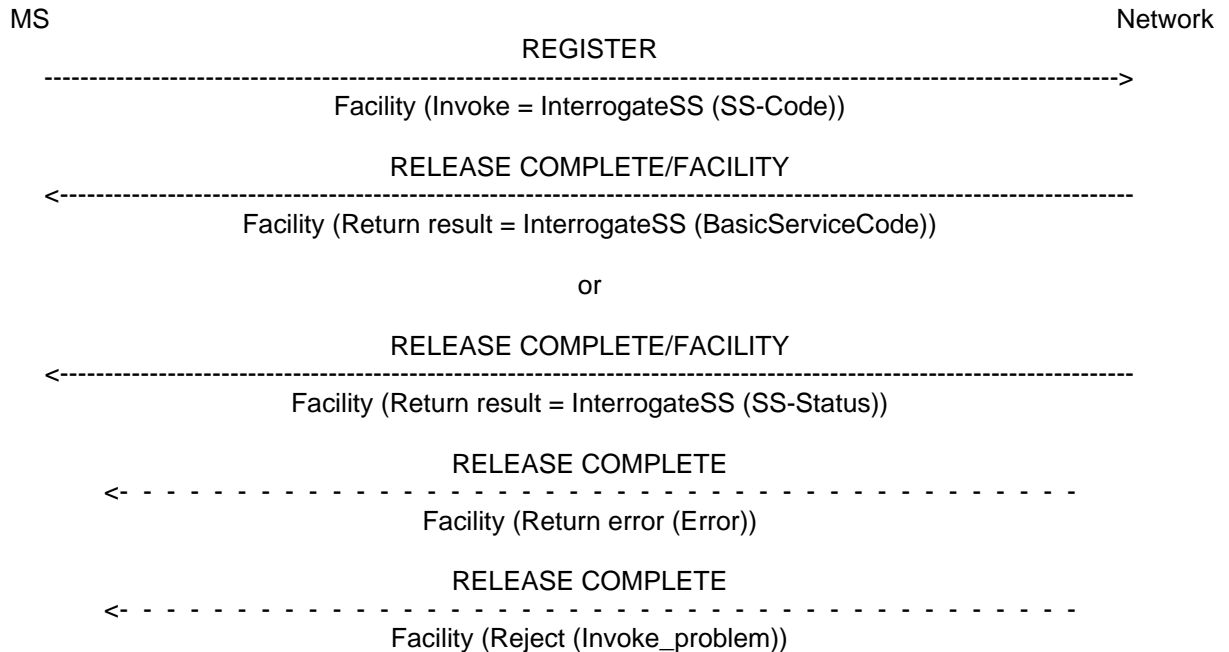 MS Network
REGISTER
Facility (Invoke = InterrogateSS (SS-Code))
RELEASE COMPLETE/FACILITY
Facility (Return result = InterrogateSS (BasicServiceCode))
or
RELEASE COMPLETE/FACILITY
Facility (Return result = InterrogateSS (SS-Status))
RELEASE COMPLETE
Facility (Return error (Error))
RELEASE COMPLETE
Facility (Reject (Invoke_problem))